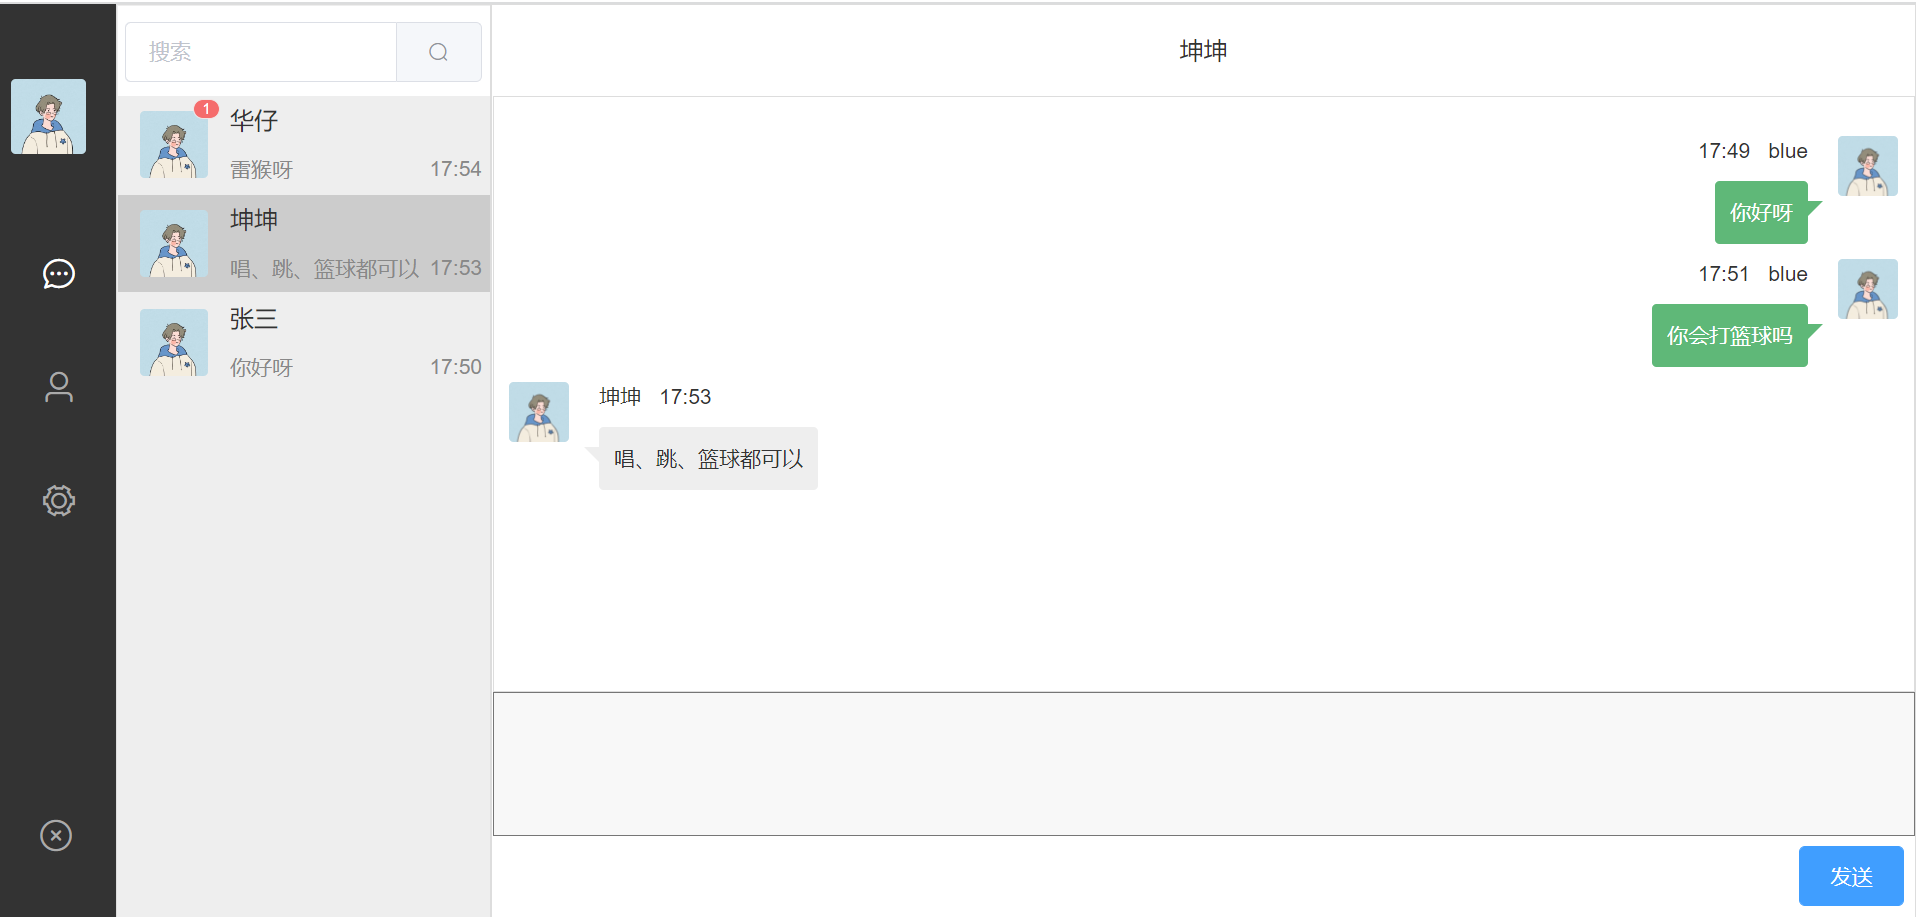 搜索
1
华仔
雷猴呀 17:54
坤坤
唱、跳、篮球都可以 17:53
张三
你好呀 17:50
坤坤
17:49 blue
你好呀
17:51 blue
你会打篮球吗
坤坤 17:53
唱、跳、篮球都可以
发送